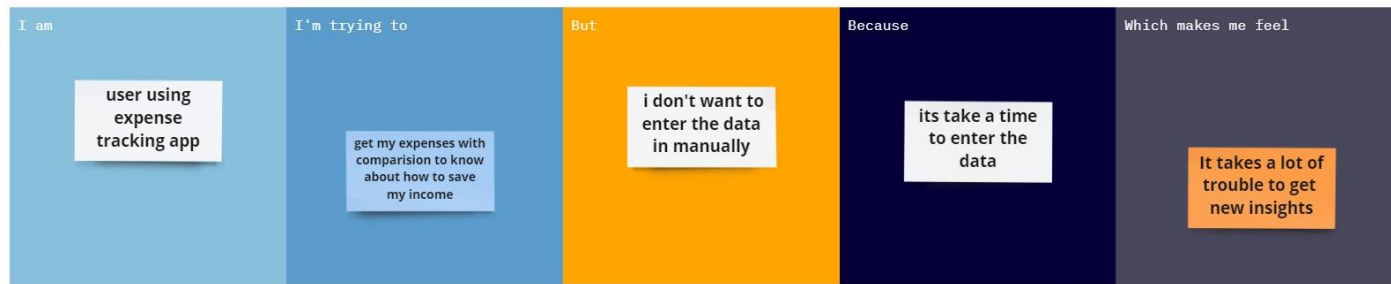 I am
user using
expense
tracking app
I'm trying to
get my expenses with
comparision to know
about how to save
my income
But
i don't want to
enter the data
in manually
Because
its take a time
to enter the
data
Which makes me feel
It takes a lot of
trouble to get
new insights